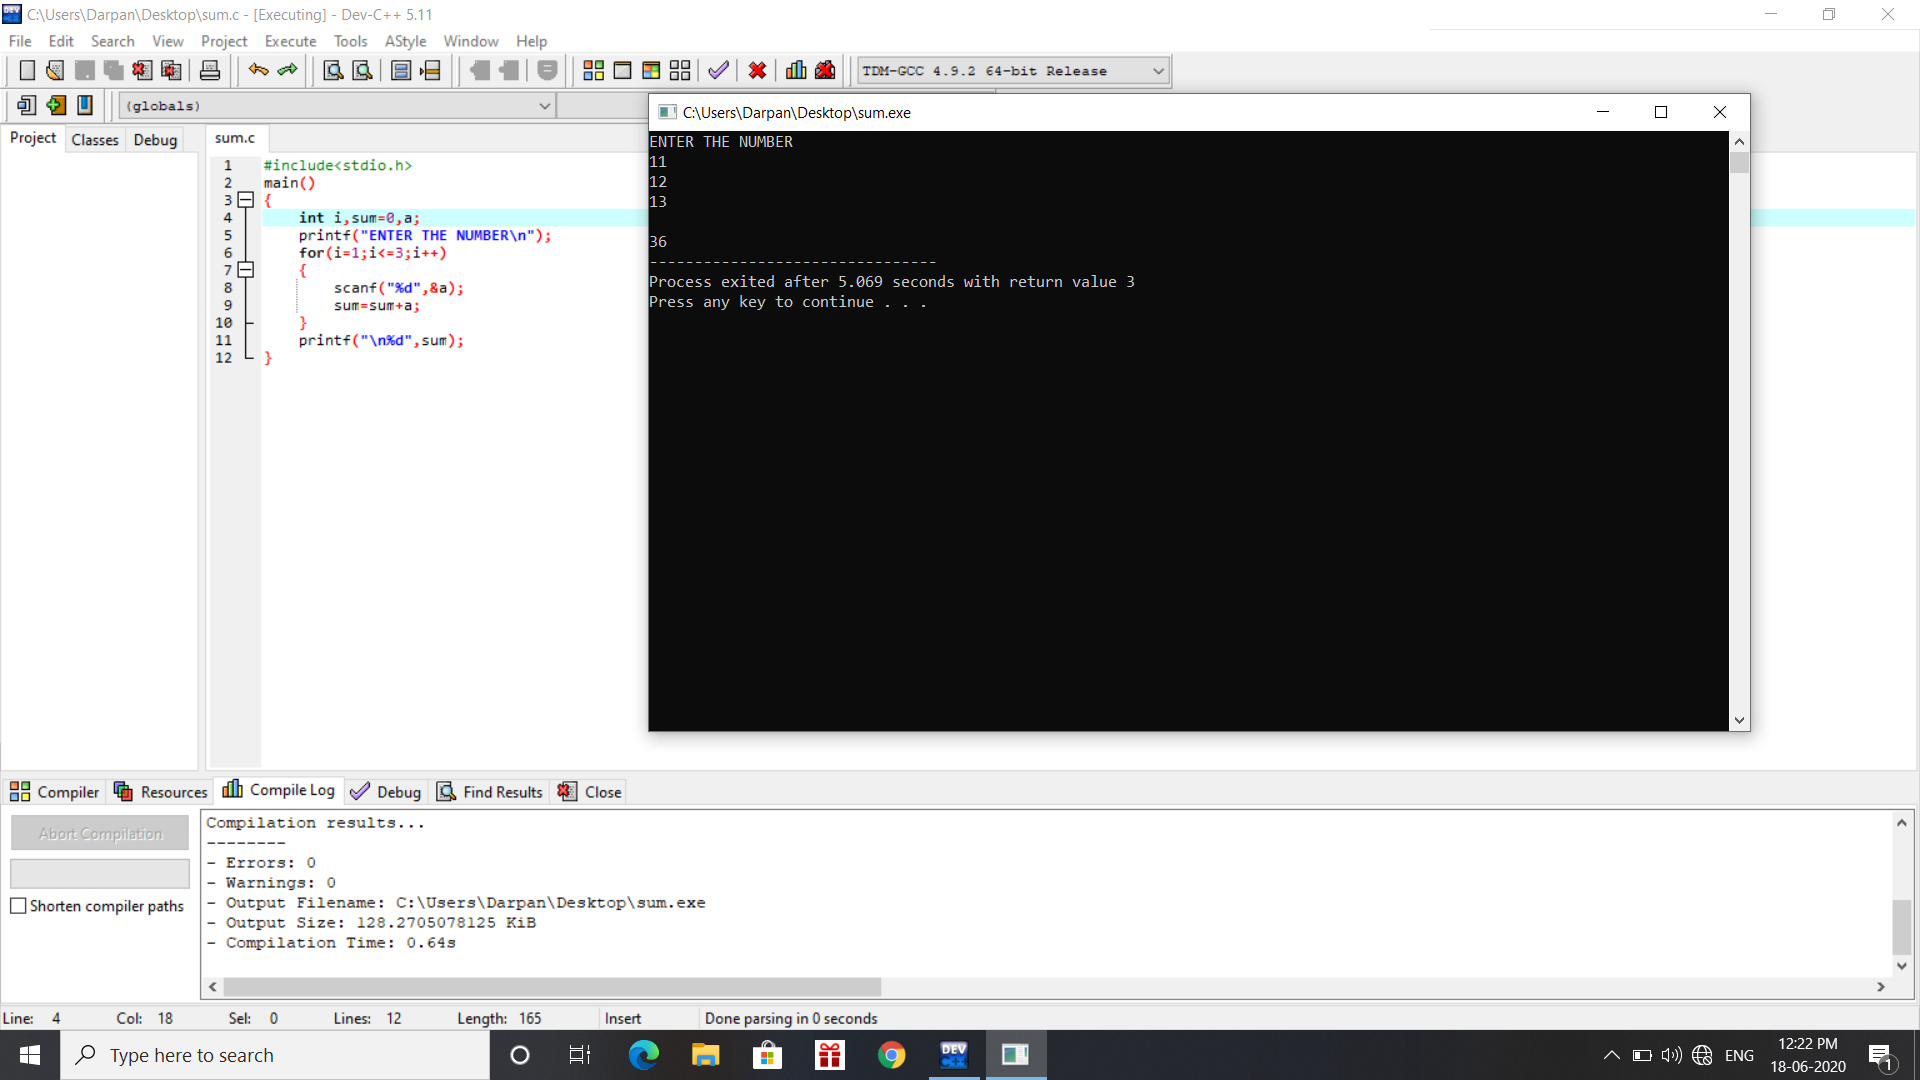 C:\Users\Darpan\Desktop\sum.c - [Executing] - Dev-C++ 5.11
File Edit Search View Project Execute Tools AStyle Window Help
TDM-GCC 4.9.2 64-bit Release
(globals)
Project Classes Debug
sum.c
1 #include<stdio.h>
2 main()
3 {
4 int i,sum=0,a;
5 printf("ENTER THE NUMBER\n");
6 for(i=1;i<=3;i++)
7 {
8 scanf("%d",&a);
9 sum=sum+a;
10 }
11 printf("\n%d",sum);
12 }
C:\Users\Darpan\Desktop\sum.exe
ENTER THE NUMBER
11
12
13
36
--------------------------------
Process exited after 5.069 seconds with return value 3
Press any key to continue . . .
Compiler Resources Compile Log Debug Find Results Close
Abort Compilation
Shorten compiler paths
Compilation results...
--------
- Errors: 0
- Warnings: 0
- Output Filename: C:\Users\Darpan\Desktop\sum.exe
- Output Size: 128.2705078125 KiB
- Compilation Time: 0.64s
Line: 4 Col: 18 Sel: 0 Lines: 12 Length: 165 Insert Done parsing in 0 seconds
Type here to search
DEV C++
ENG
12:22 PM
18-06-2020
1